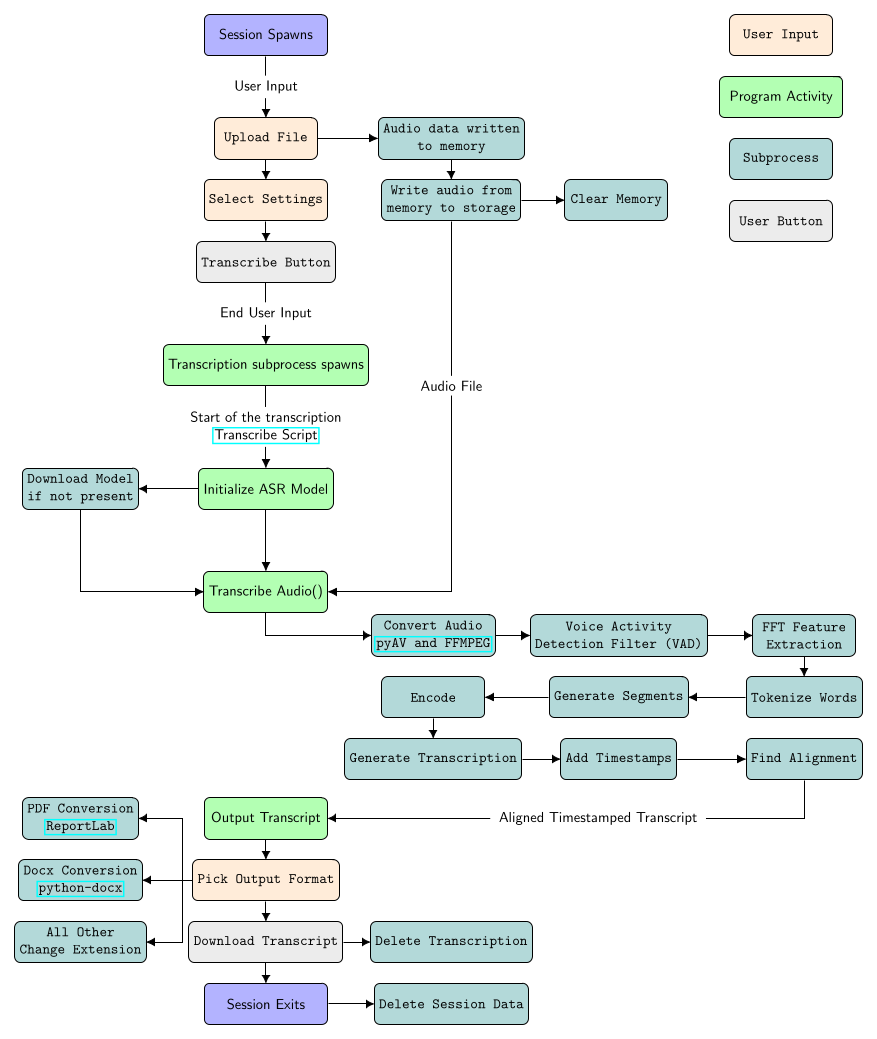 Session Spawns
User Input
User Input
Program Activity
Upload File
Audio data written
to memory
Subprocess
Select Settings
Write audio from
memory to storage
Clear Memory
User Button
Transcribe Button
End User Input
Transcription subprocess spawns
Audio File
Start of the transcription
Transcribe Script
Download Model
if not present
Initialize ASR Model
Transcribe Audio()
Convert Audio
pyAV and FFMPEG
Voice Activity
Detection Filter (VAD)
FFT Feature
Extraction
Encode
Generate Segments
Tokenize Words
Generate Transcription
Add Timestamps
Find Alignment
PDF Conversion
ReportLab
Output Transcript
Aligned Timestamped Transcript
Docx Conversion
python-docx
Pick Output Format
All Other
Change Extension
Download Transcript
Delete Transcription
Session Exits
Delete Session Data